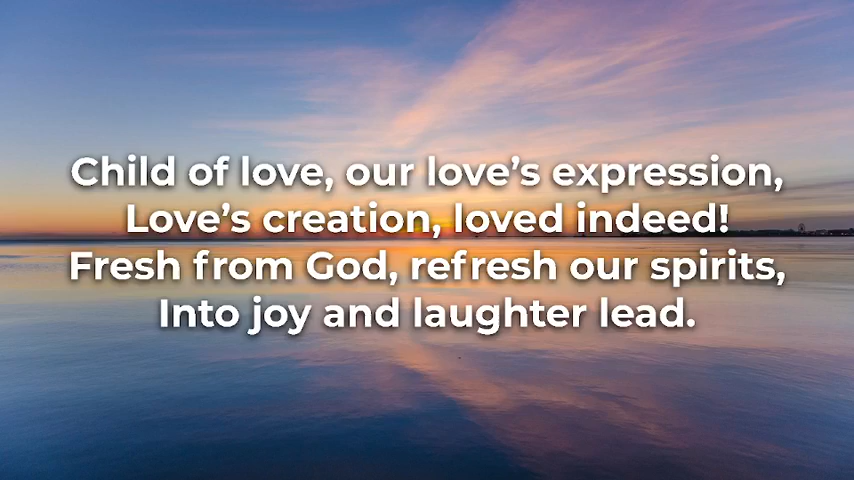 Child of love, our love’s expression,
Love’s creation, loved indeed!
Fresh from God, refresh our spirits,
Into joy and laughter lead.